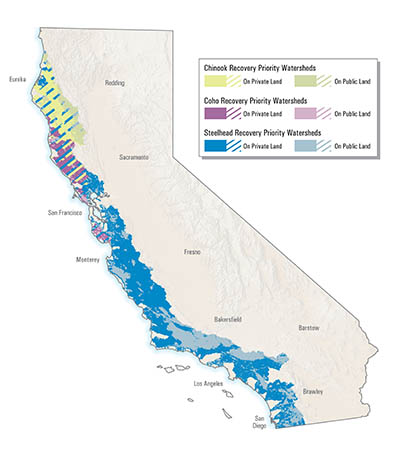 Chinook Recovery Priority Watersheds
On Private Land On Public Land
Coho Recovery Priority Watersheds
On Private Land On Public Land
Steelhead Recovery Priority Watersheds
On Private Land On Public Land
Eureka
Redding
Sacramento
San Francisco
Monterey
Fresno
Bakersfield
Barstow
Los Angeles
Brawley
San
Diego